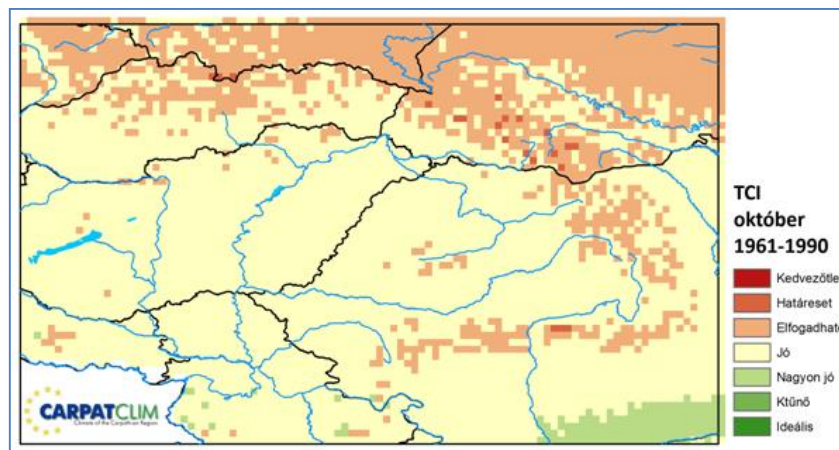 TCI
október
1961-1990
Kedvezőtle
Határeset
Elfogadhat
Jó
Nagyon jó
Ktűnő
Ideális
CARPATCLIM
Climate of the Carpathian Region